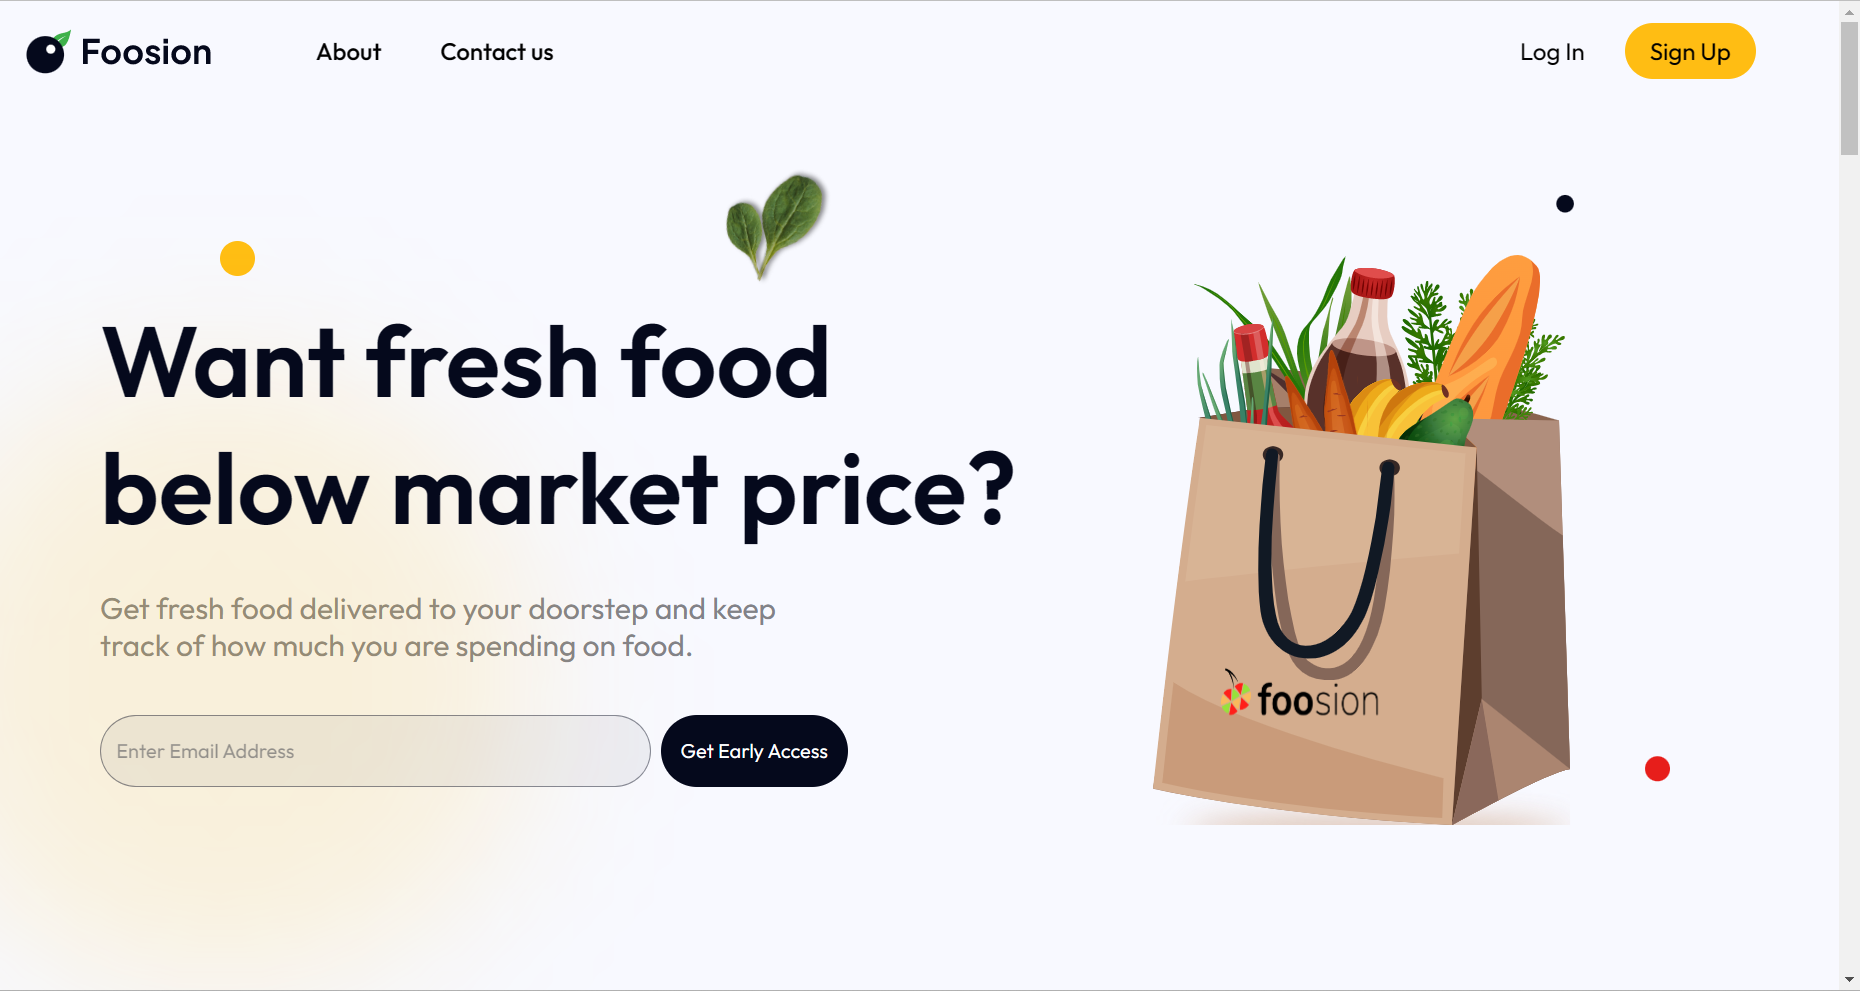 Foosion
About
Contact us
Log In
Sign Up
Want fresh food
below market price?
Get fresh food delivered to your doorstep and keep
track of how much you are spending on food.
Enter Email Address
Get Early Access
foosion